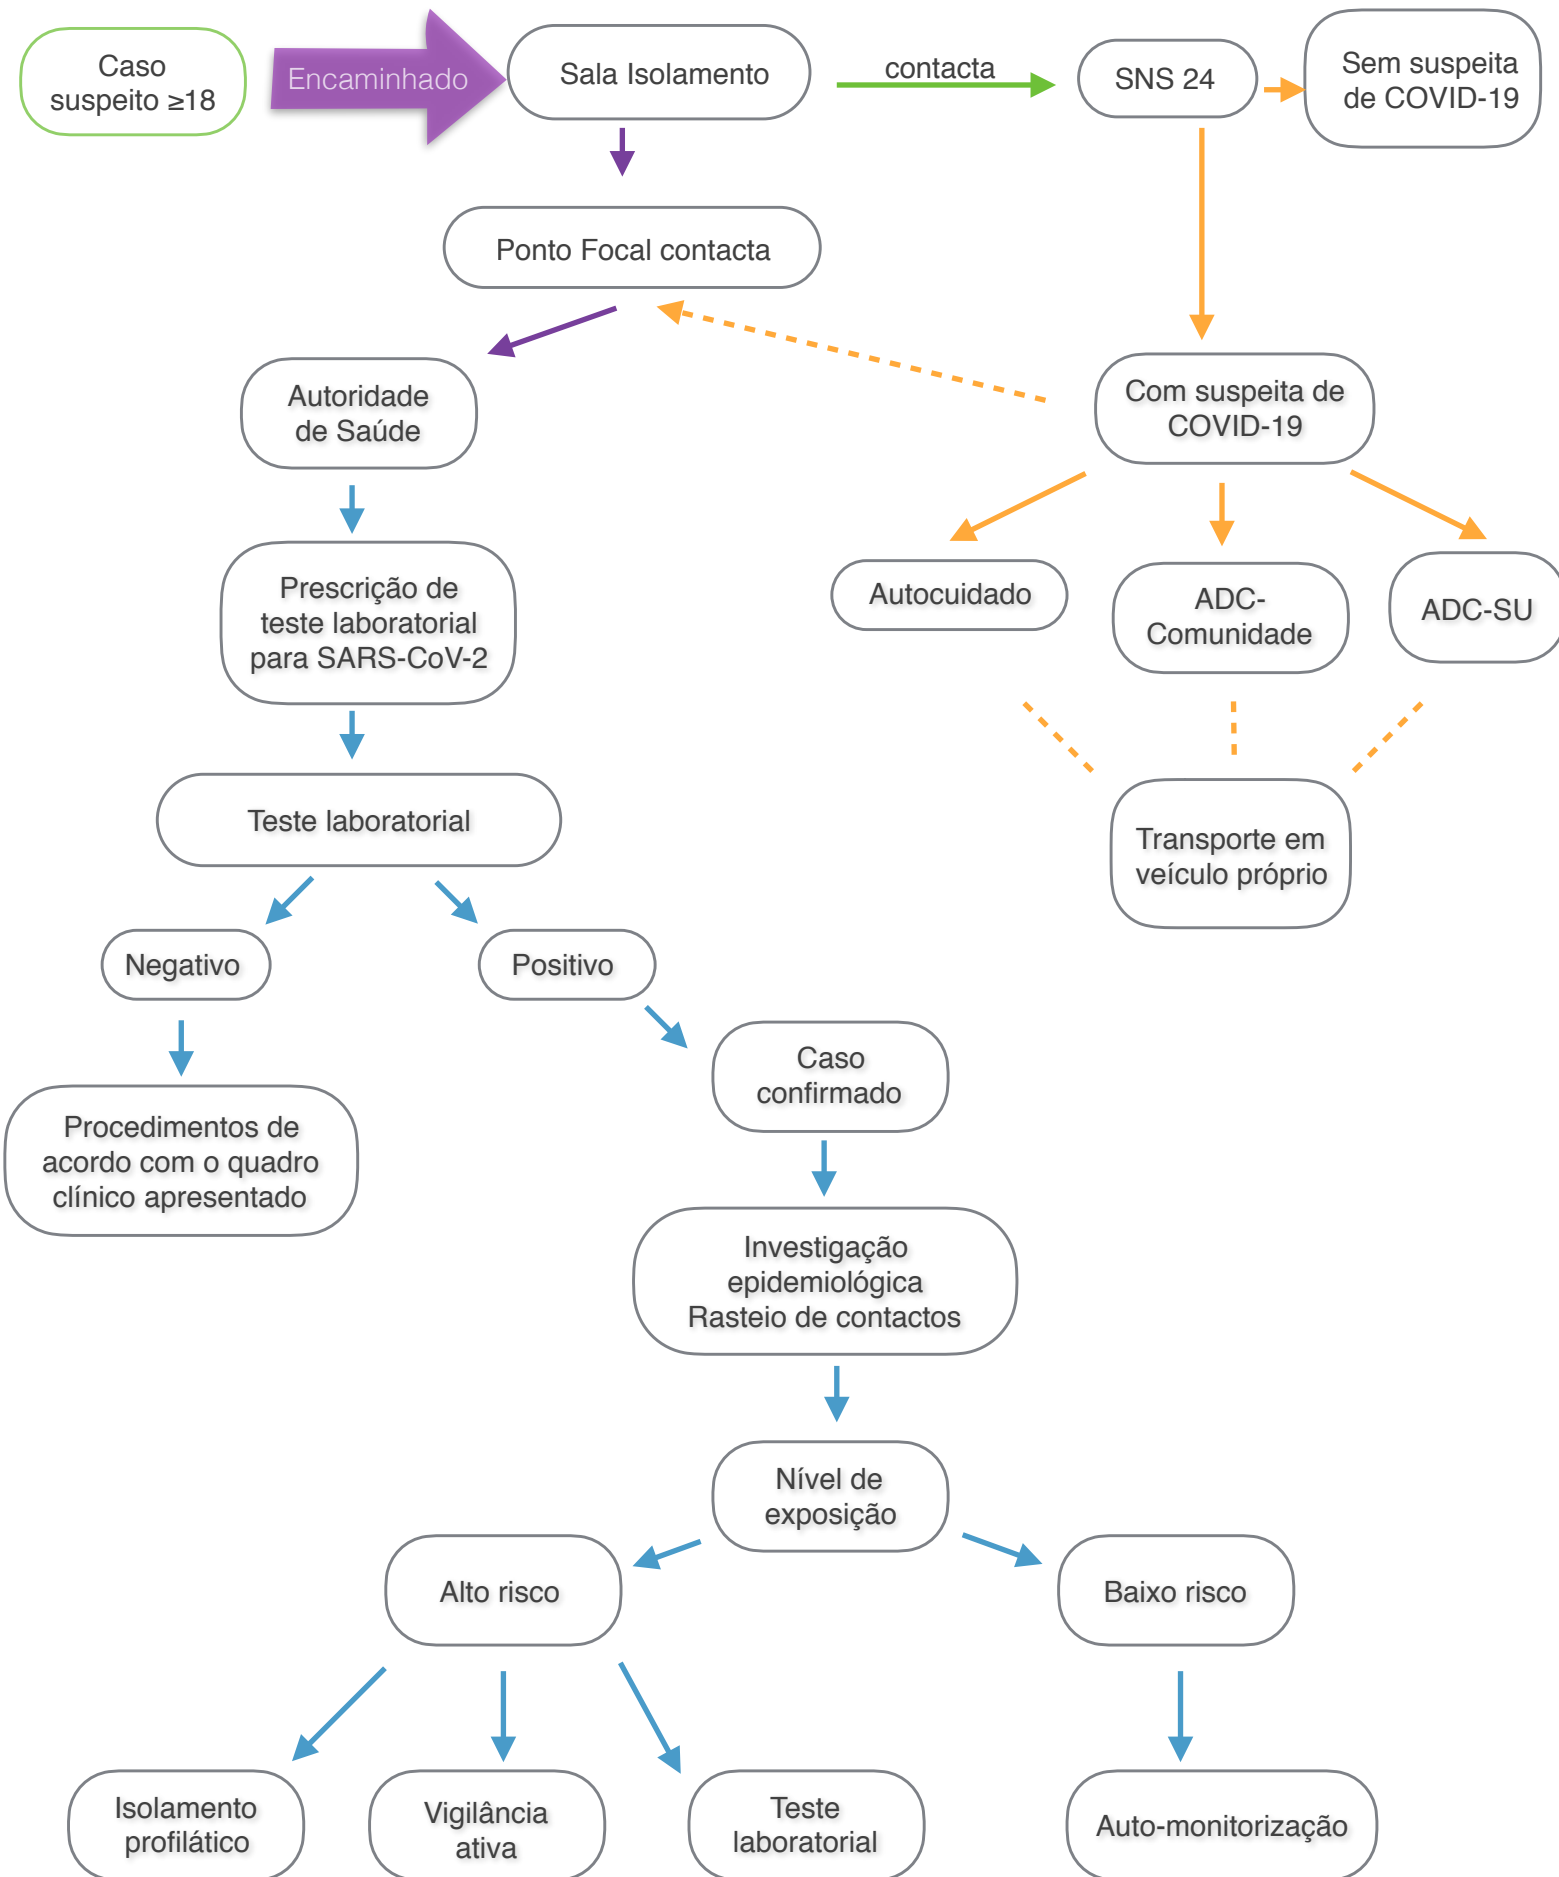 Caso
suspeito ≥18
Encaminhado
Sala Isolamento
contacta
SNS 24
Sem suspeita
de COVID-19
Ponto Focal contacta
Autoridade
de Saúde
Com suspeita de
COVID-19
Prescrição de
teste laboratorial
para SARS-CoV-2
Autocuidado
ADC-
Comunidade
ADC-SU
Teste laboratorial
Transporte em
veículo próprio
Negativo
Positivo
Caso
confirmado
Procedimentos de
acordo com o quadro
clínico apresentado
Investigação
epidemiológica
Rasteio de contactos
Nível de
exposição
Alto risco
Baixo risco
Isolamento
profilático
Vigilância
ativa
Teste
laboratorial
Auto-monitorização